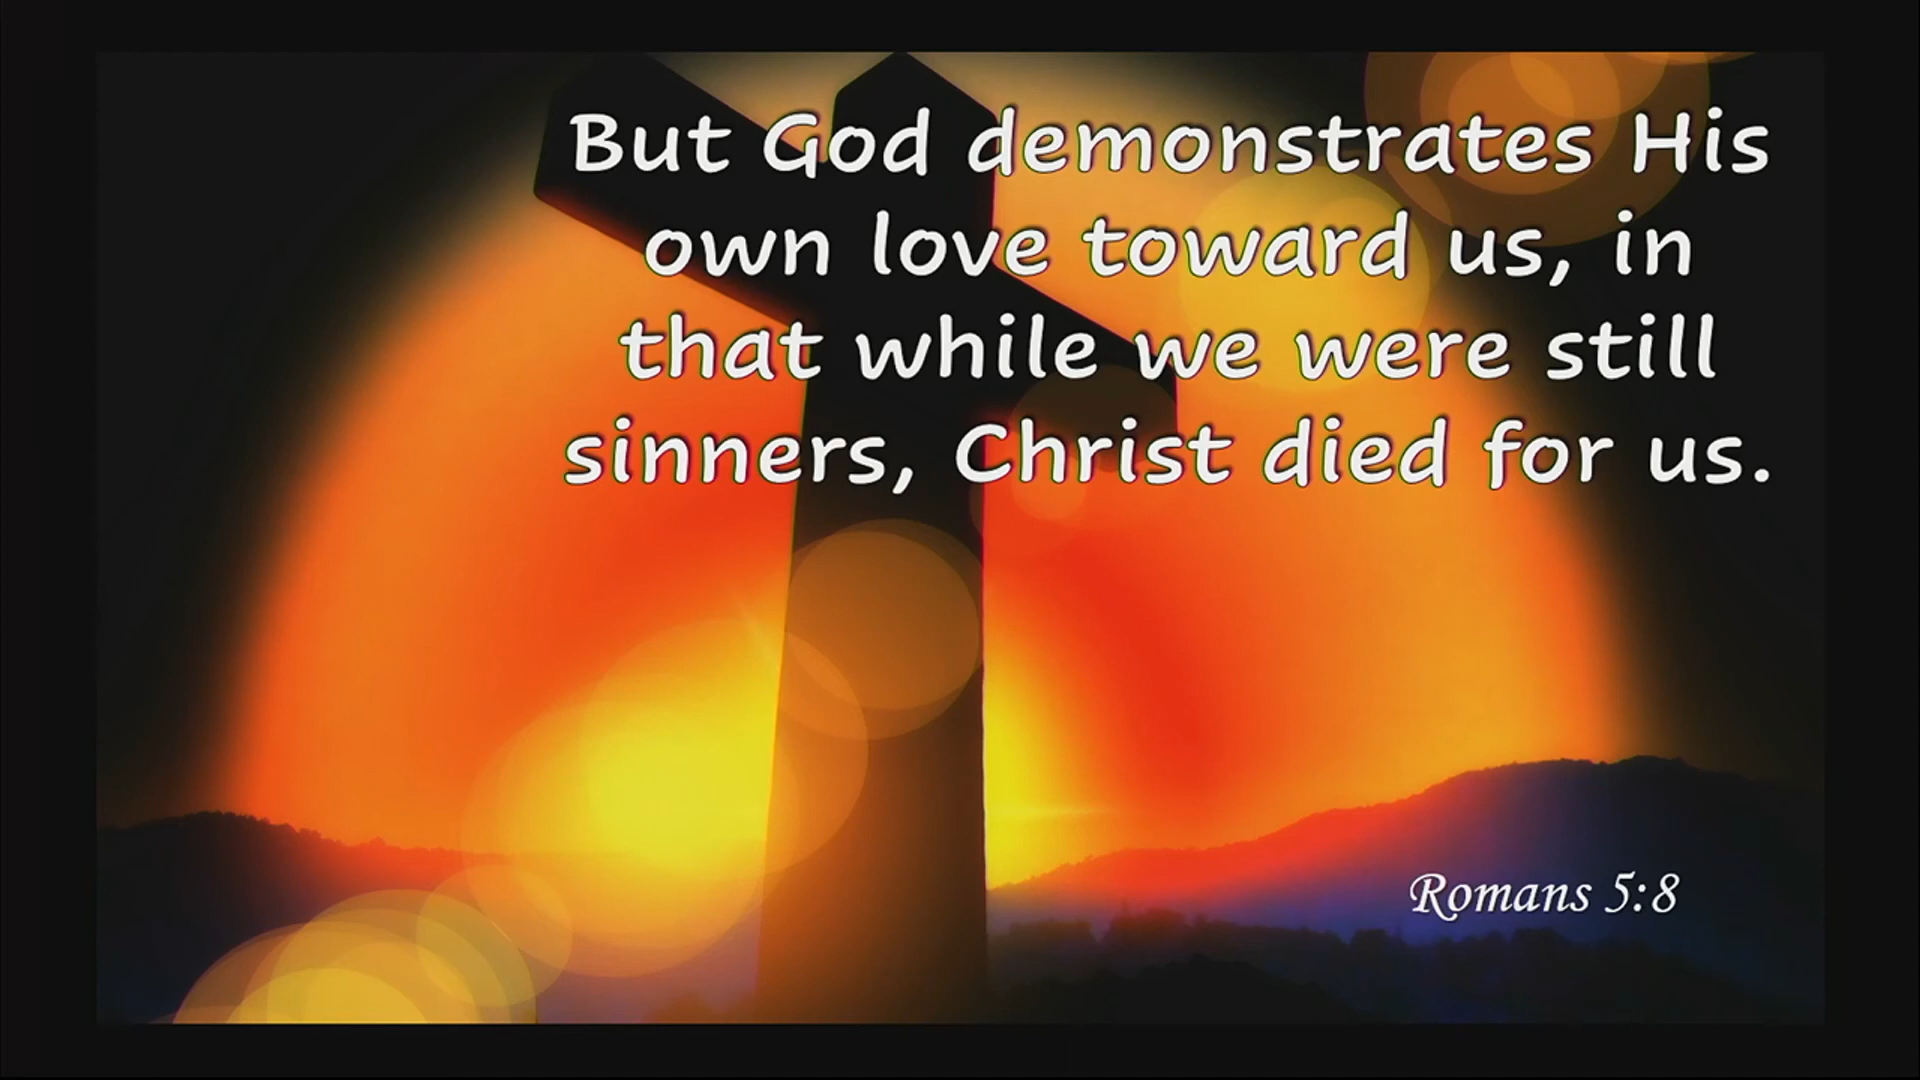 But God demonstrates His
own love toward us, in
that while we were still
sinners, Christ died for us.
Romans 5:8